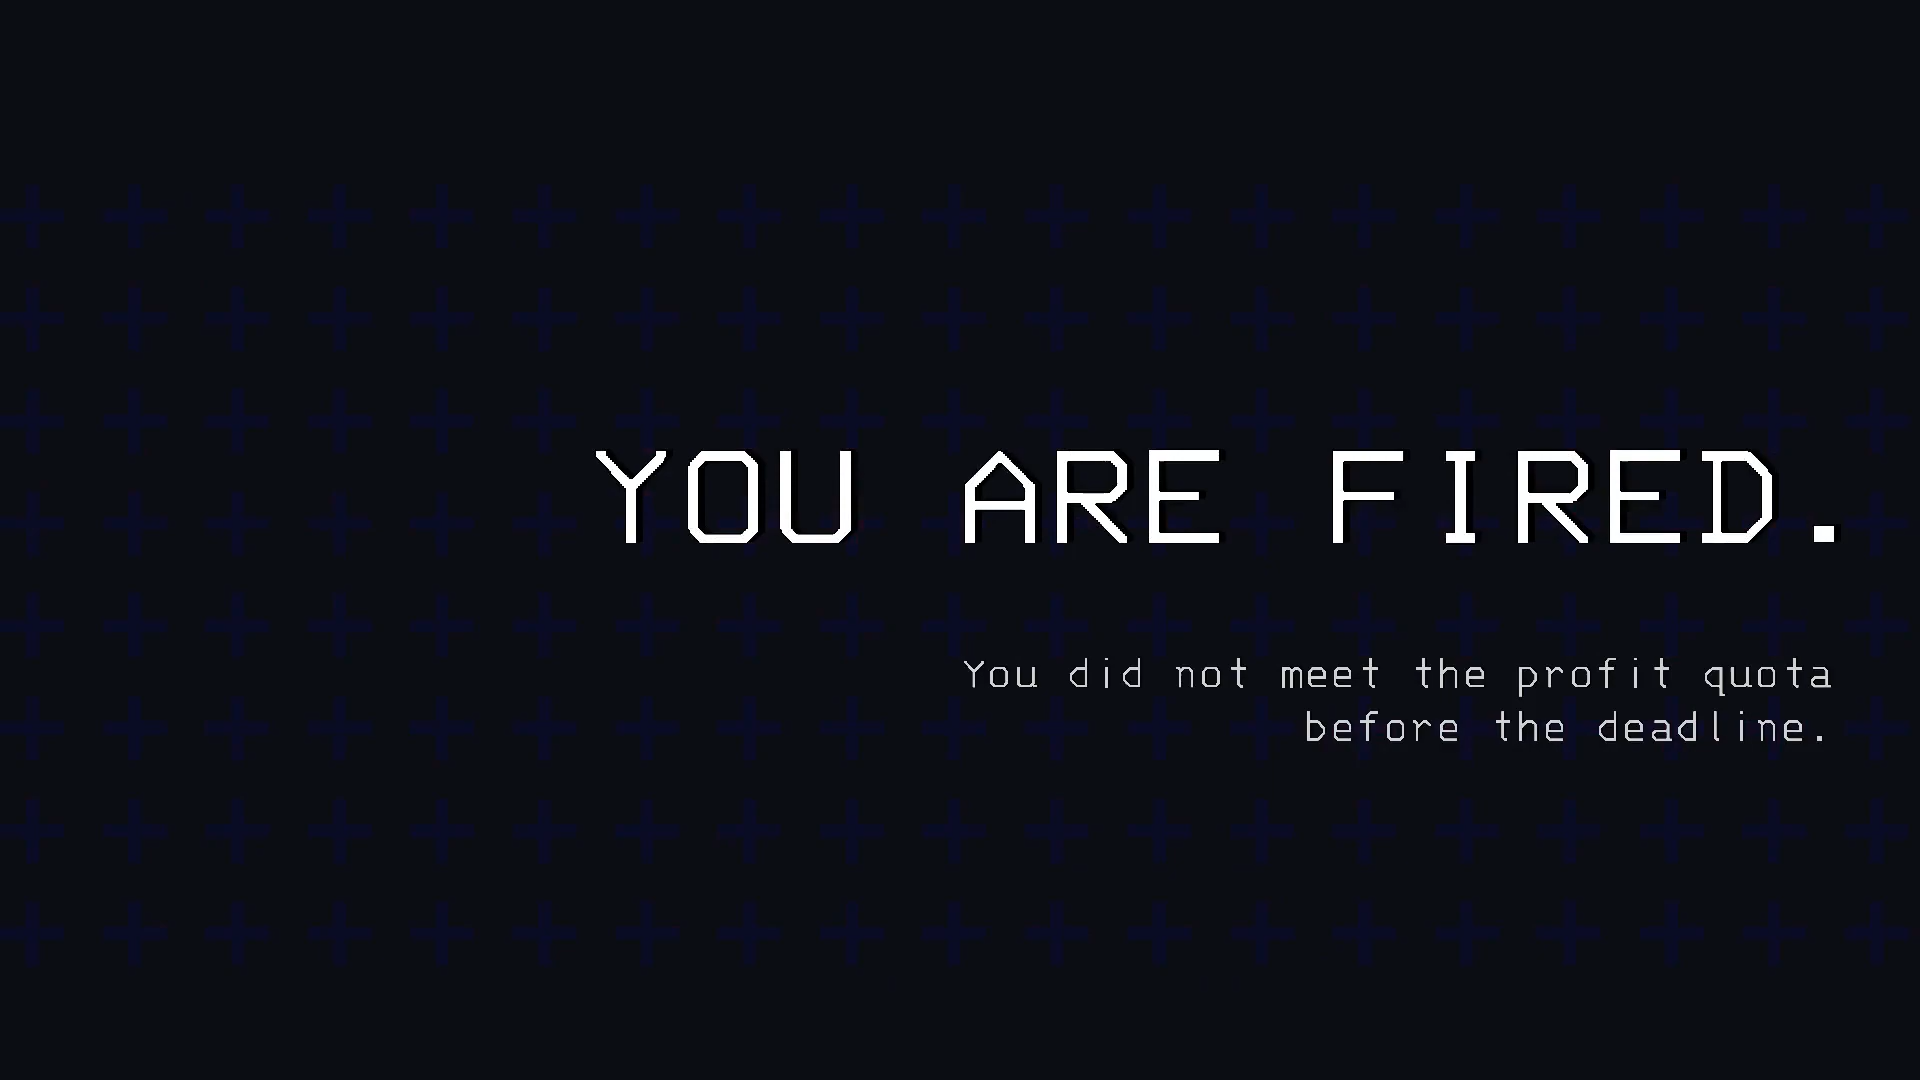 YOU ARE FIRED.
You did not meet the profit quota
before the deadline.